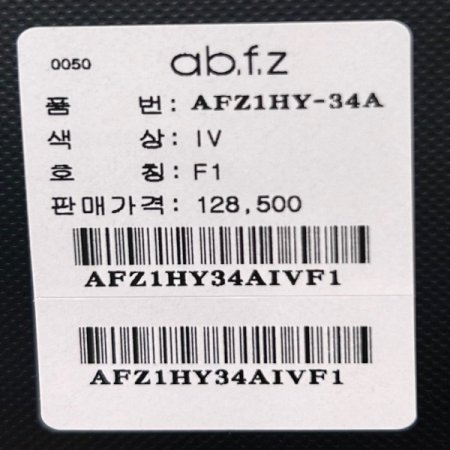 0050 ab.f.z
품 번: AFZ1HY-34A
색 상: IV
호 칭: F1
판매가격: 128,500
AFZ1HY34AIVF1
AFZ1HY34AIVF1